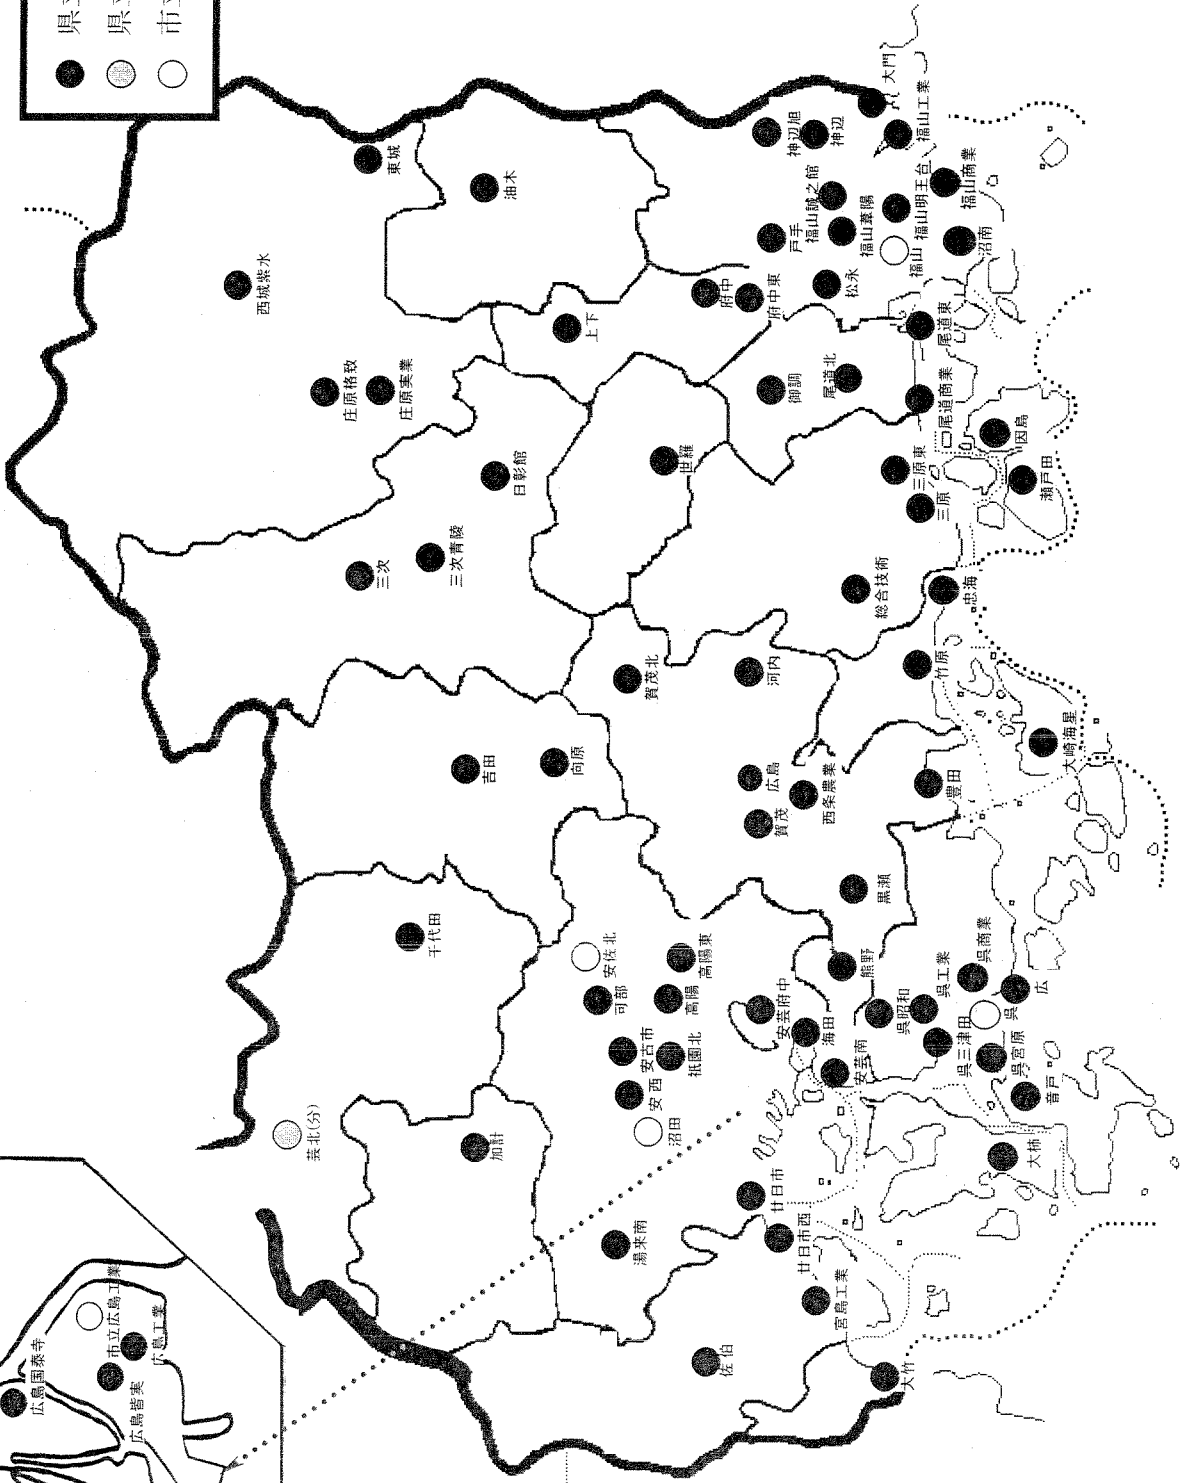 県立
県立
市立
大門
福山工業
神辺旭
神辺
東城
油木
福山誠之館
福山明王台
福山商業
戸手
福山葦陽
福山
沼南
西城紫水
府中
府中東
松永
上下
尾道東
庄原格致
庄原実業
御調
尾道北
尾道商業
因島
日彰館
世羅
三原東
三原
瀬戸田
三次
三次青陵
総合技術
忠海
賀茂北
河内
竹原
大崎海星
吉田
向原
広島
賀茂
西条農業
豊田
黒瀬
千代田
安佐北
高陽東
可部
高陽
熊野
呉商業
呉工業
呉昭和
呉
広
安芸府中
海田
安古市
祇園北
安西
安芸南
呉三津田
呉宮原
音戸
芸北(分)
加計
沼田
大柿
廿日市
廿日市西
湯来南
宮島工業
佐伯
大竹
広島国泰寺
市立広島工業
広島工業
広島皆実